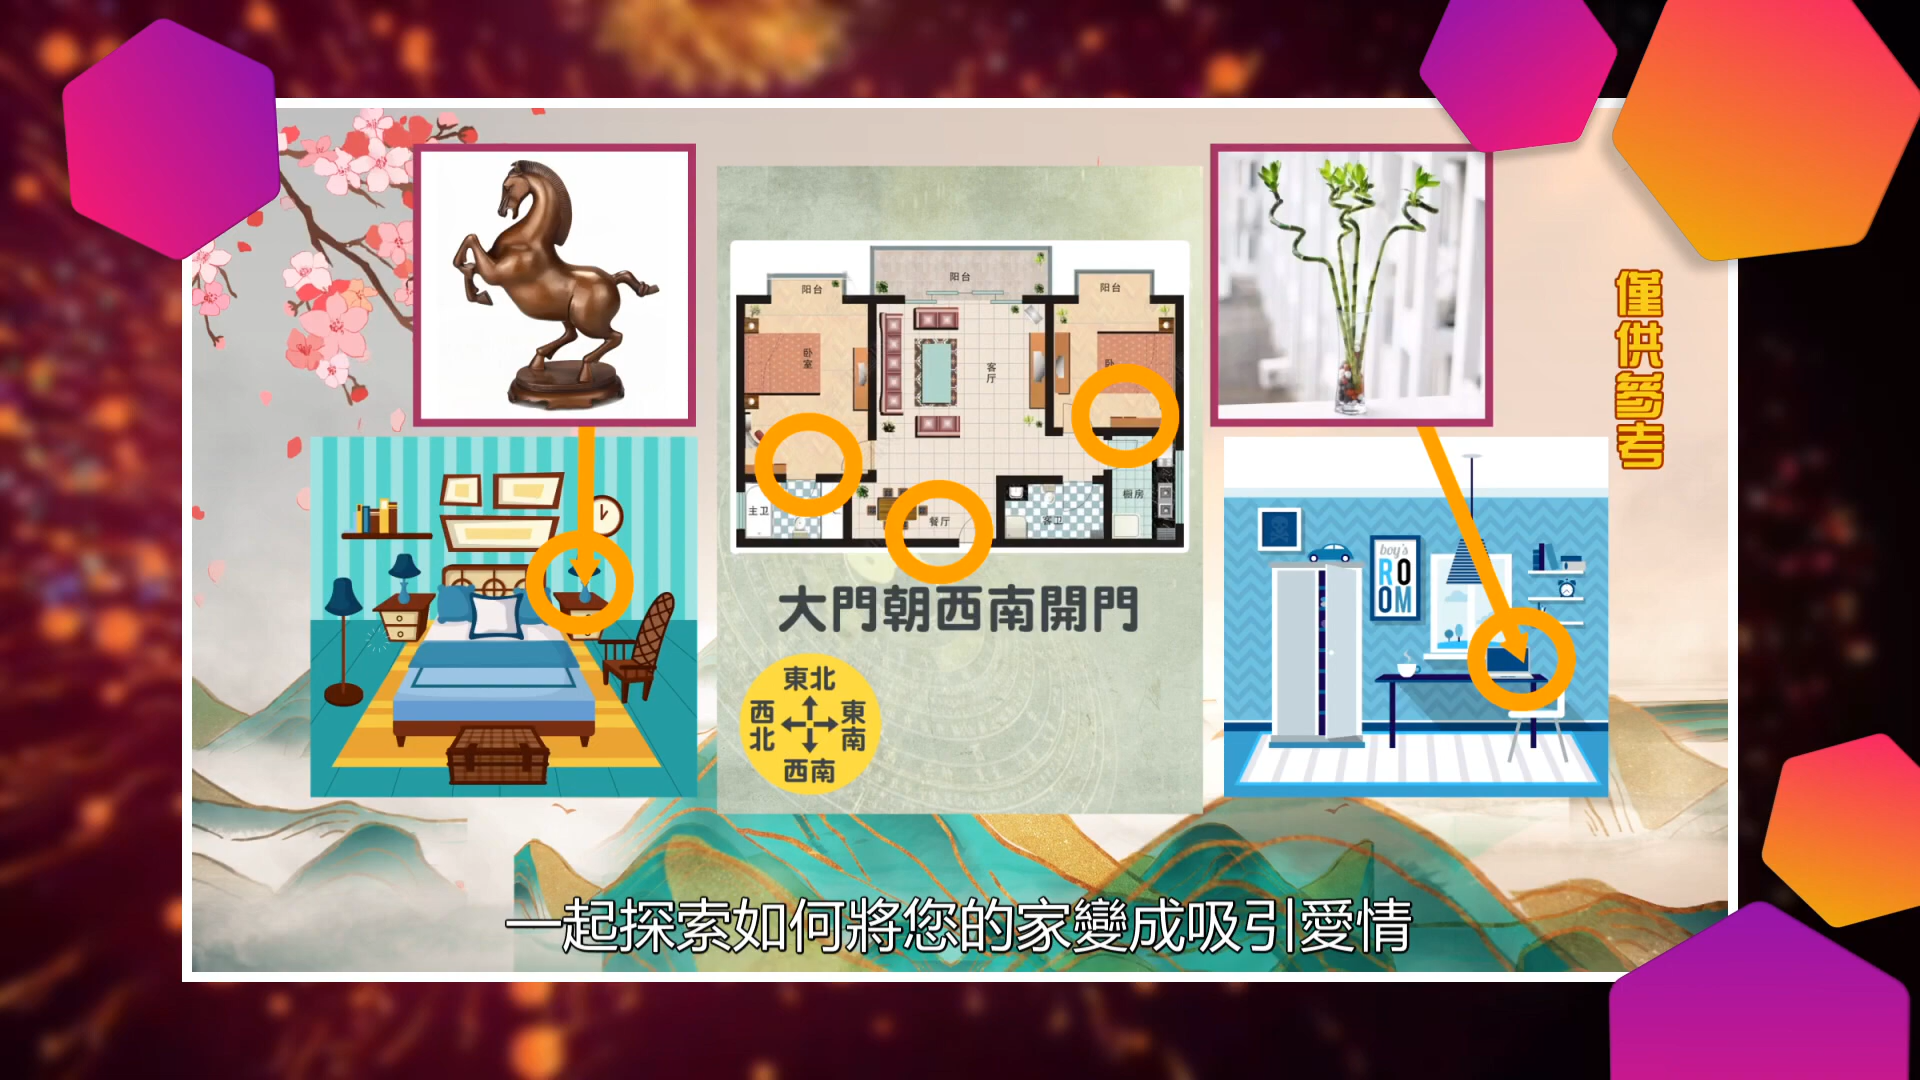 阳台
阳台
阳台
卧室
客厅
卧
主卫
餐厅
客卫
橱房
大門朝西南開門
東北
西北
東南
西南
boy's
ROOM
僅供參考
一起探索如何將您的家變成吸引愛情